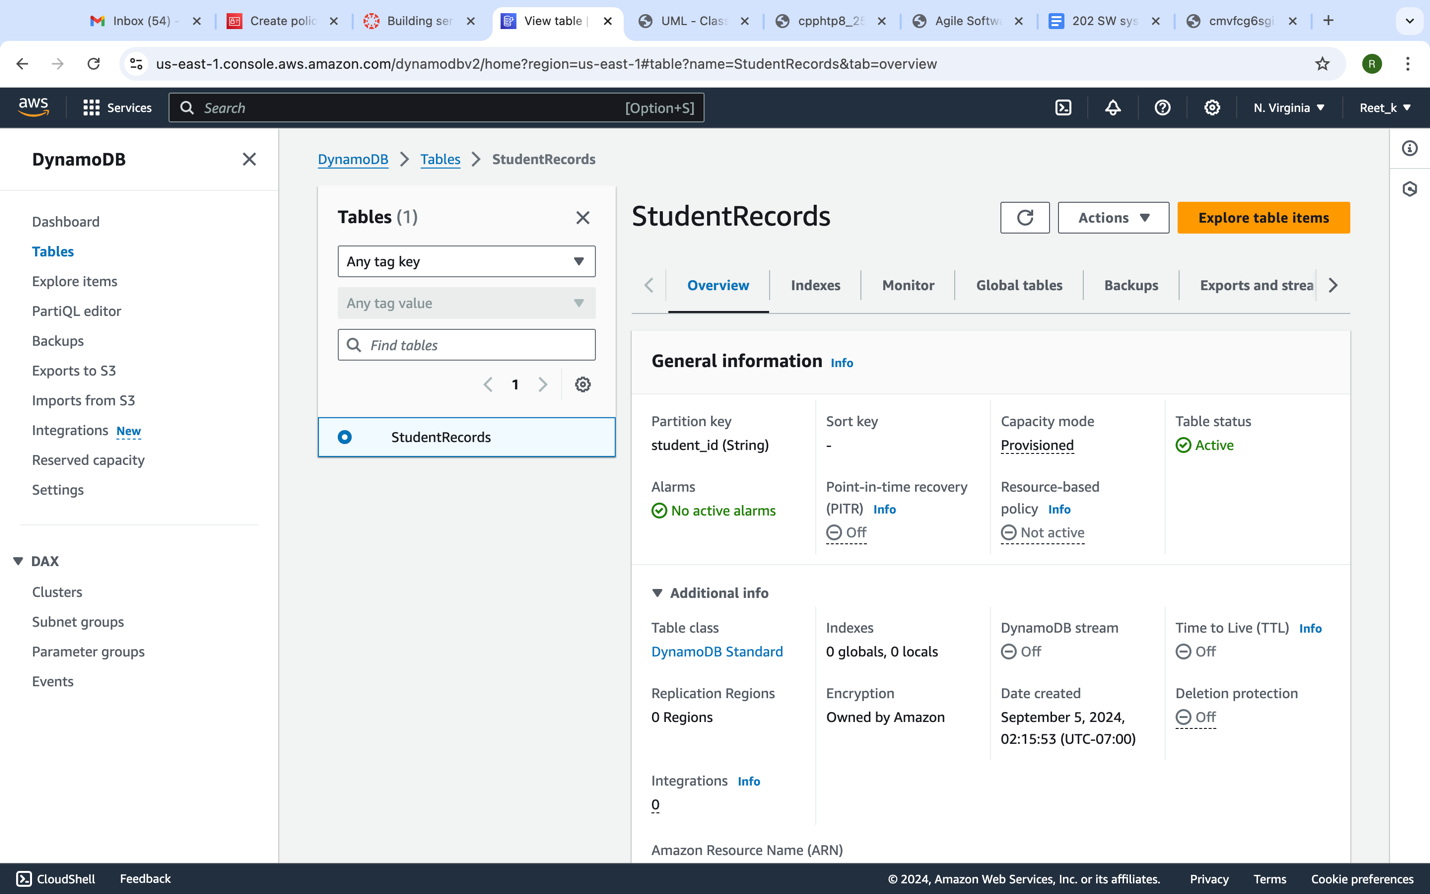 Inbox (54) -
Create polic
Building ser
View table |
UML - Clas
cpphtp8_25
Agile Softw
202 SW sys
cmvfcg6sgi
us-east-1.console.aws.amazon.com/dynamodbv2/home?region=us-east-1#table?name=StudentRecords&tab=overview
R
aws
Services
Search
[Option+S]
N. Virginia
Reet_k
DynamoDB
Dashboard
Tables
Explore items
PartiQL editor
Backups
Exports to S3
Imports from S3
Integrations New
Reserved capacity
Settings
DAX
Clusters
Subnet groups
Parameter groups
Events
DynamoDB
Tables
StudentRecords
Tables (1)
Any tag key
Any tag value
Find tables
1
StudentRecords
StudentRecords
Actions
Explore table items
Overview
Indexes
Monitor
Global tables
Backups
Exports and strea
General information Info
Partition key
student_id (String)
Sort key
-
Capacity mode
Provisioned
Table status
Active
Alarms
No active alarms
Point-in-time recovery
(PITR) Info
Off
Resource-based
policy Info
Not active
Additional info
Table class
DynamoDB Standard
Indexes
0 globals, 0 locals
DynamoDB stream
Off
Time to Live (TTL) Info
Off
Replication Regions
0 Regions
Encryption
Owned by Amazon
Date created
September 5, 2024,
02:15:53 (UTC-07:00)
Deletion protection
Off
Integrations Info
0
Amazon Resource Name (ARN)
CloudShell
Feedback
© 2024, Amazon Web Services, Inc. or its affiliates.
Privacy
Terms
Cookie preferences